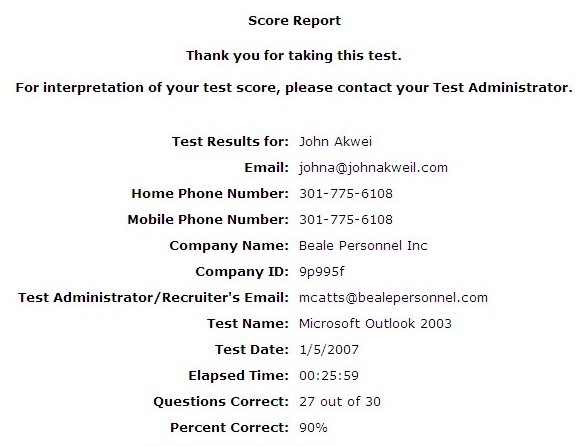 Score Report
Thank you for taking this test.
For interpretation of your test score, please contact your Test Administrator.
Test Results for: John Akwei
Email: johna@johnakweil.com
Home Phone Number: 301-775-6108
Mobile Phone Number: 301-775-6108
Company Name: Beale Personnel Inc
Company ID: 9p995f
Test Administrator/Recruiter's Email: mcatts@bealepersonnel.com
Test Name: Microsoft Outlook 2003
Test Date: 1/5/2007
Elapsed Time: 00:25:59
Questions Correct: 27 out of 30
Percent Correct: 90%